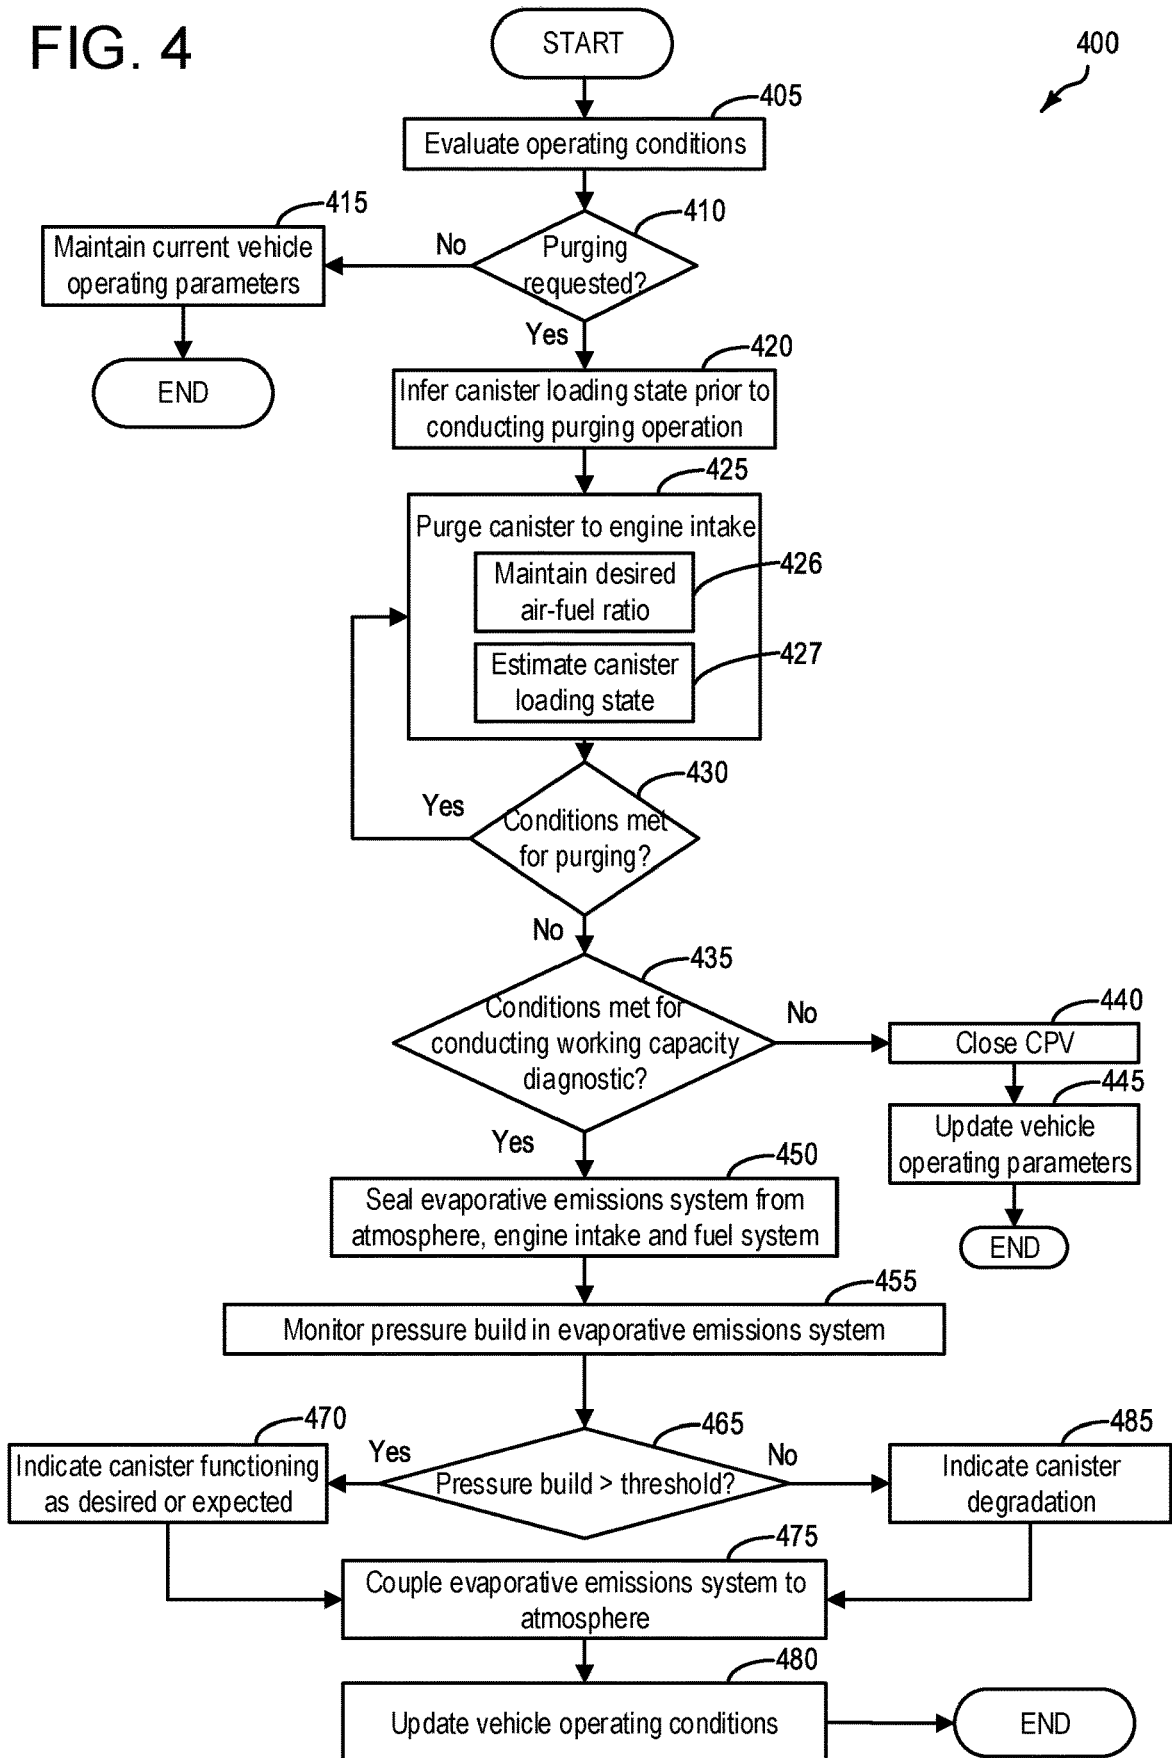 FIG. 4
START
400
405
Evaluate operating conditions
415
410
Maintain current vehicle
operating parameters
No
Purging
requested?
Yes
END
420
Infer canister loading state prior to
conducting purging operation
425
Purge canister to engine intake
426
Maintain desired
air-fuel ratio
427
Estimate canister
loading state
430
Yes
Conditions met
for purging?
No
435
Conditions met for
conducting working capacity
diagnostic?
No
440
Close CPV
445
Update vehicle
operating parameters
END
Yes
450
Seal evaporative emissions system from
atmosphere, engine intake and fuel system
455
Monitor pressure build in evaporative emissions system
470
465
485
Indicate canister functioning
as desired or expected
Yes
Pressure build > threshold?
No
Indicate canister
degradation
475
Couple evaporative emissions system to
atmosphere
480
Update vehicle operating conditions
END